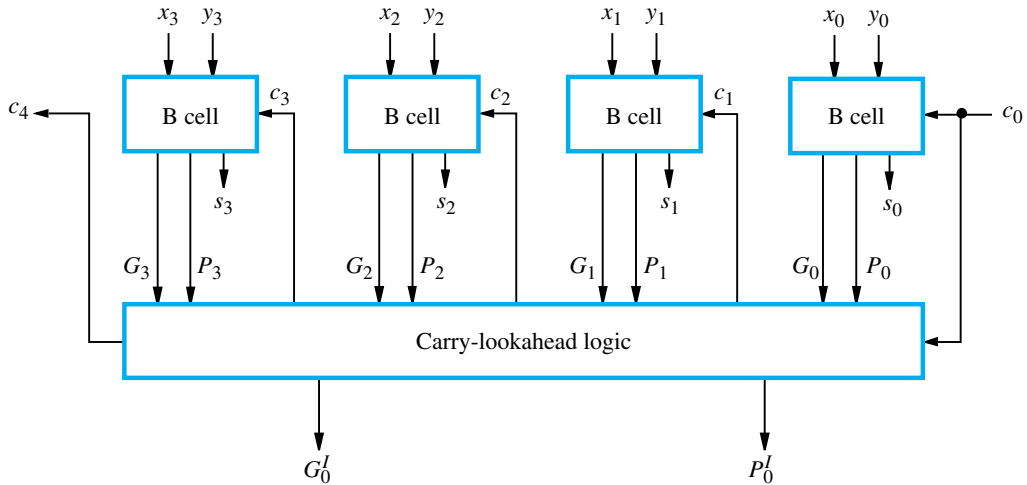 x₃ y₃ x₂ y₂ x₁ y₁ x₀ y₀
c₄ B cell c₃ B cell c₂ B cell c₁ B cell c₀
s₃ s₂ s₁ s₀
G₃ P₃ G₂ P₂ G₁ P₁ G₀ P₀
Carry-lookahead logic
G₀ᴵ P₀ᴵ